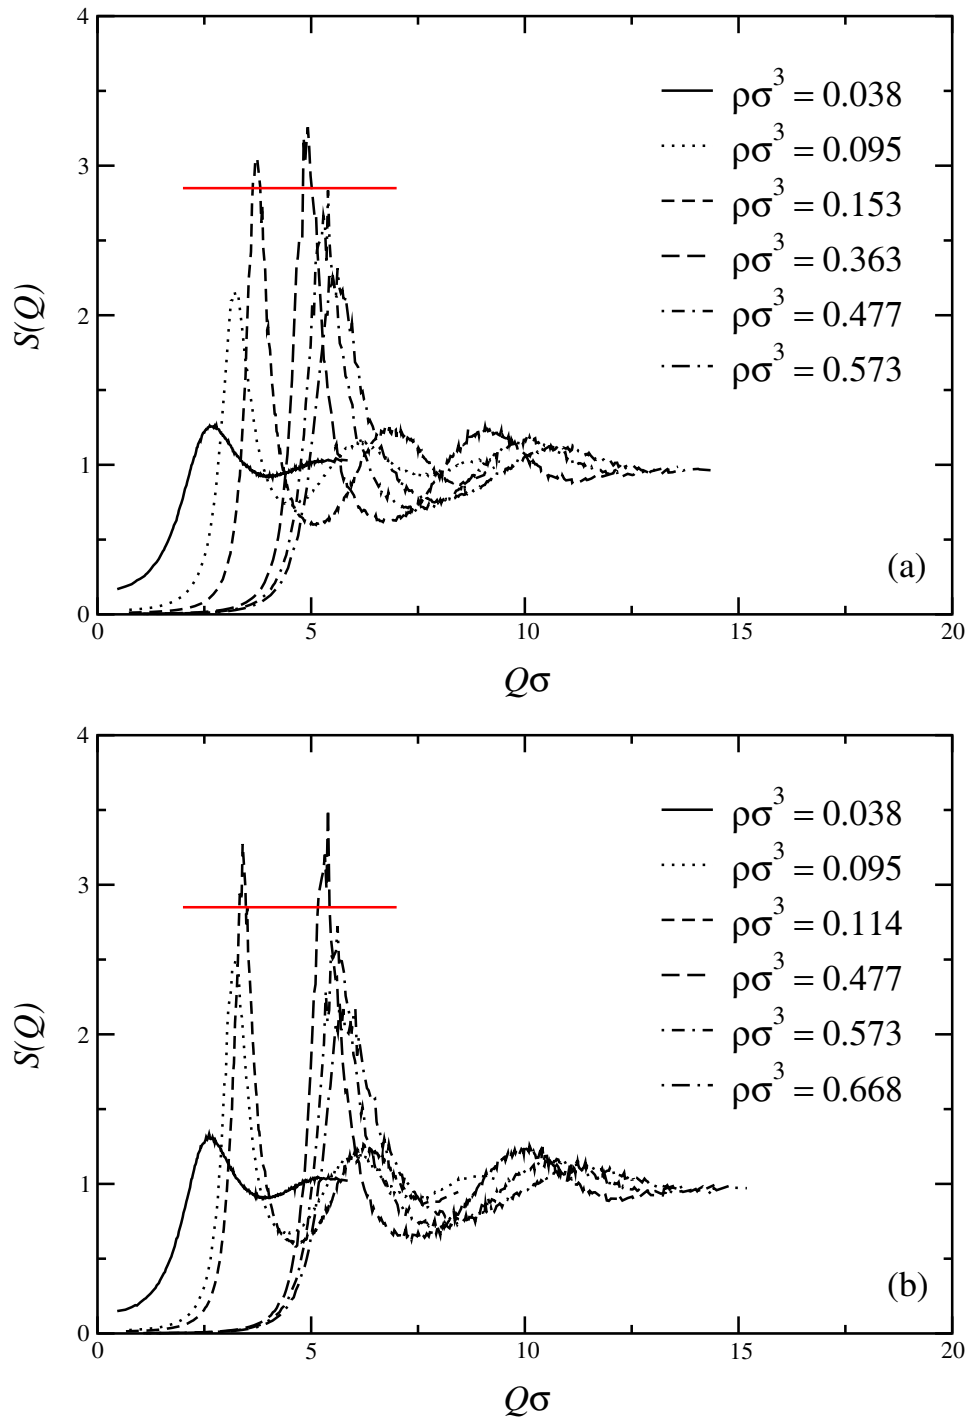 4
3
2
1
0
S(Q)
ρσ³ = 0.038
ρσ³ = 0.095
ρσ³ = 0.153
ρσ³ = 0.363
ρσ³ = 0.477
ρσ³ = 0.573
(a)
0 5 10 15 20
Qσ
4
3
2
1
0
S(Q)
ρσ³ = 0.038
ρσ³ = 0.095
ρσ³ = 0.114
ρσ³ = 0.477
ρσ³ = 0.573
ρσ³ = 0.668
(b)
0 5 10 15 20
Qσ